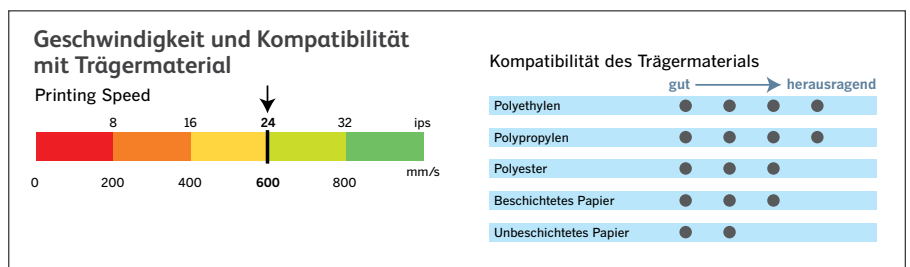 Geschwindigkeit und Kompatibilität
mit Trägermaterial
Printing Speed
8 16 24 32 ips
0 200 400 600 800 mm/s
Kompatibilität des Trägermaterials
gut herausragend
Polyethylen
Polypropylen
Polyester
Beschichtetes Papier
Unbeschichtetes Papier